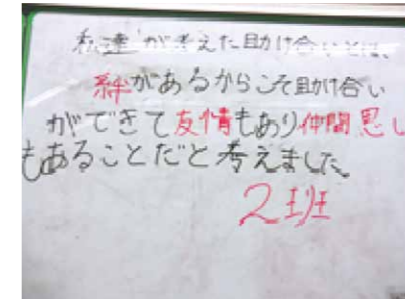 私達が考えた助け合いとは、
絆があるからこそ助け合い
ができて友情もあり仲間思い
もあることだと考えました。
2班